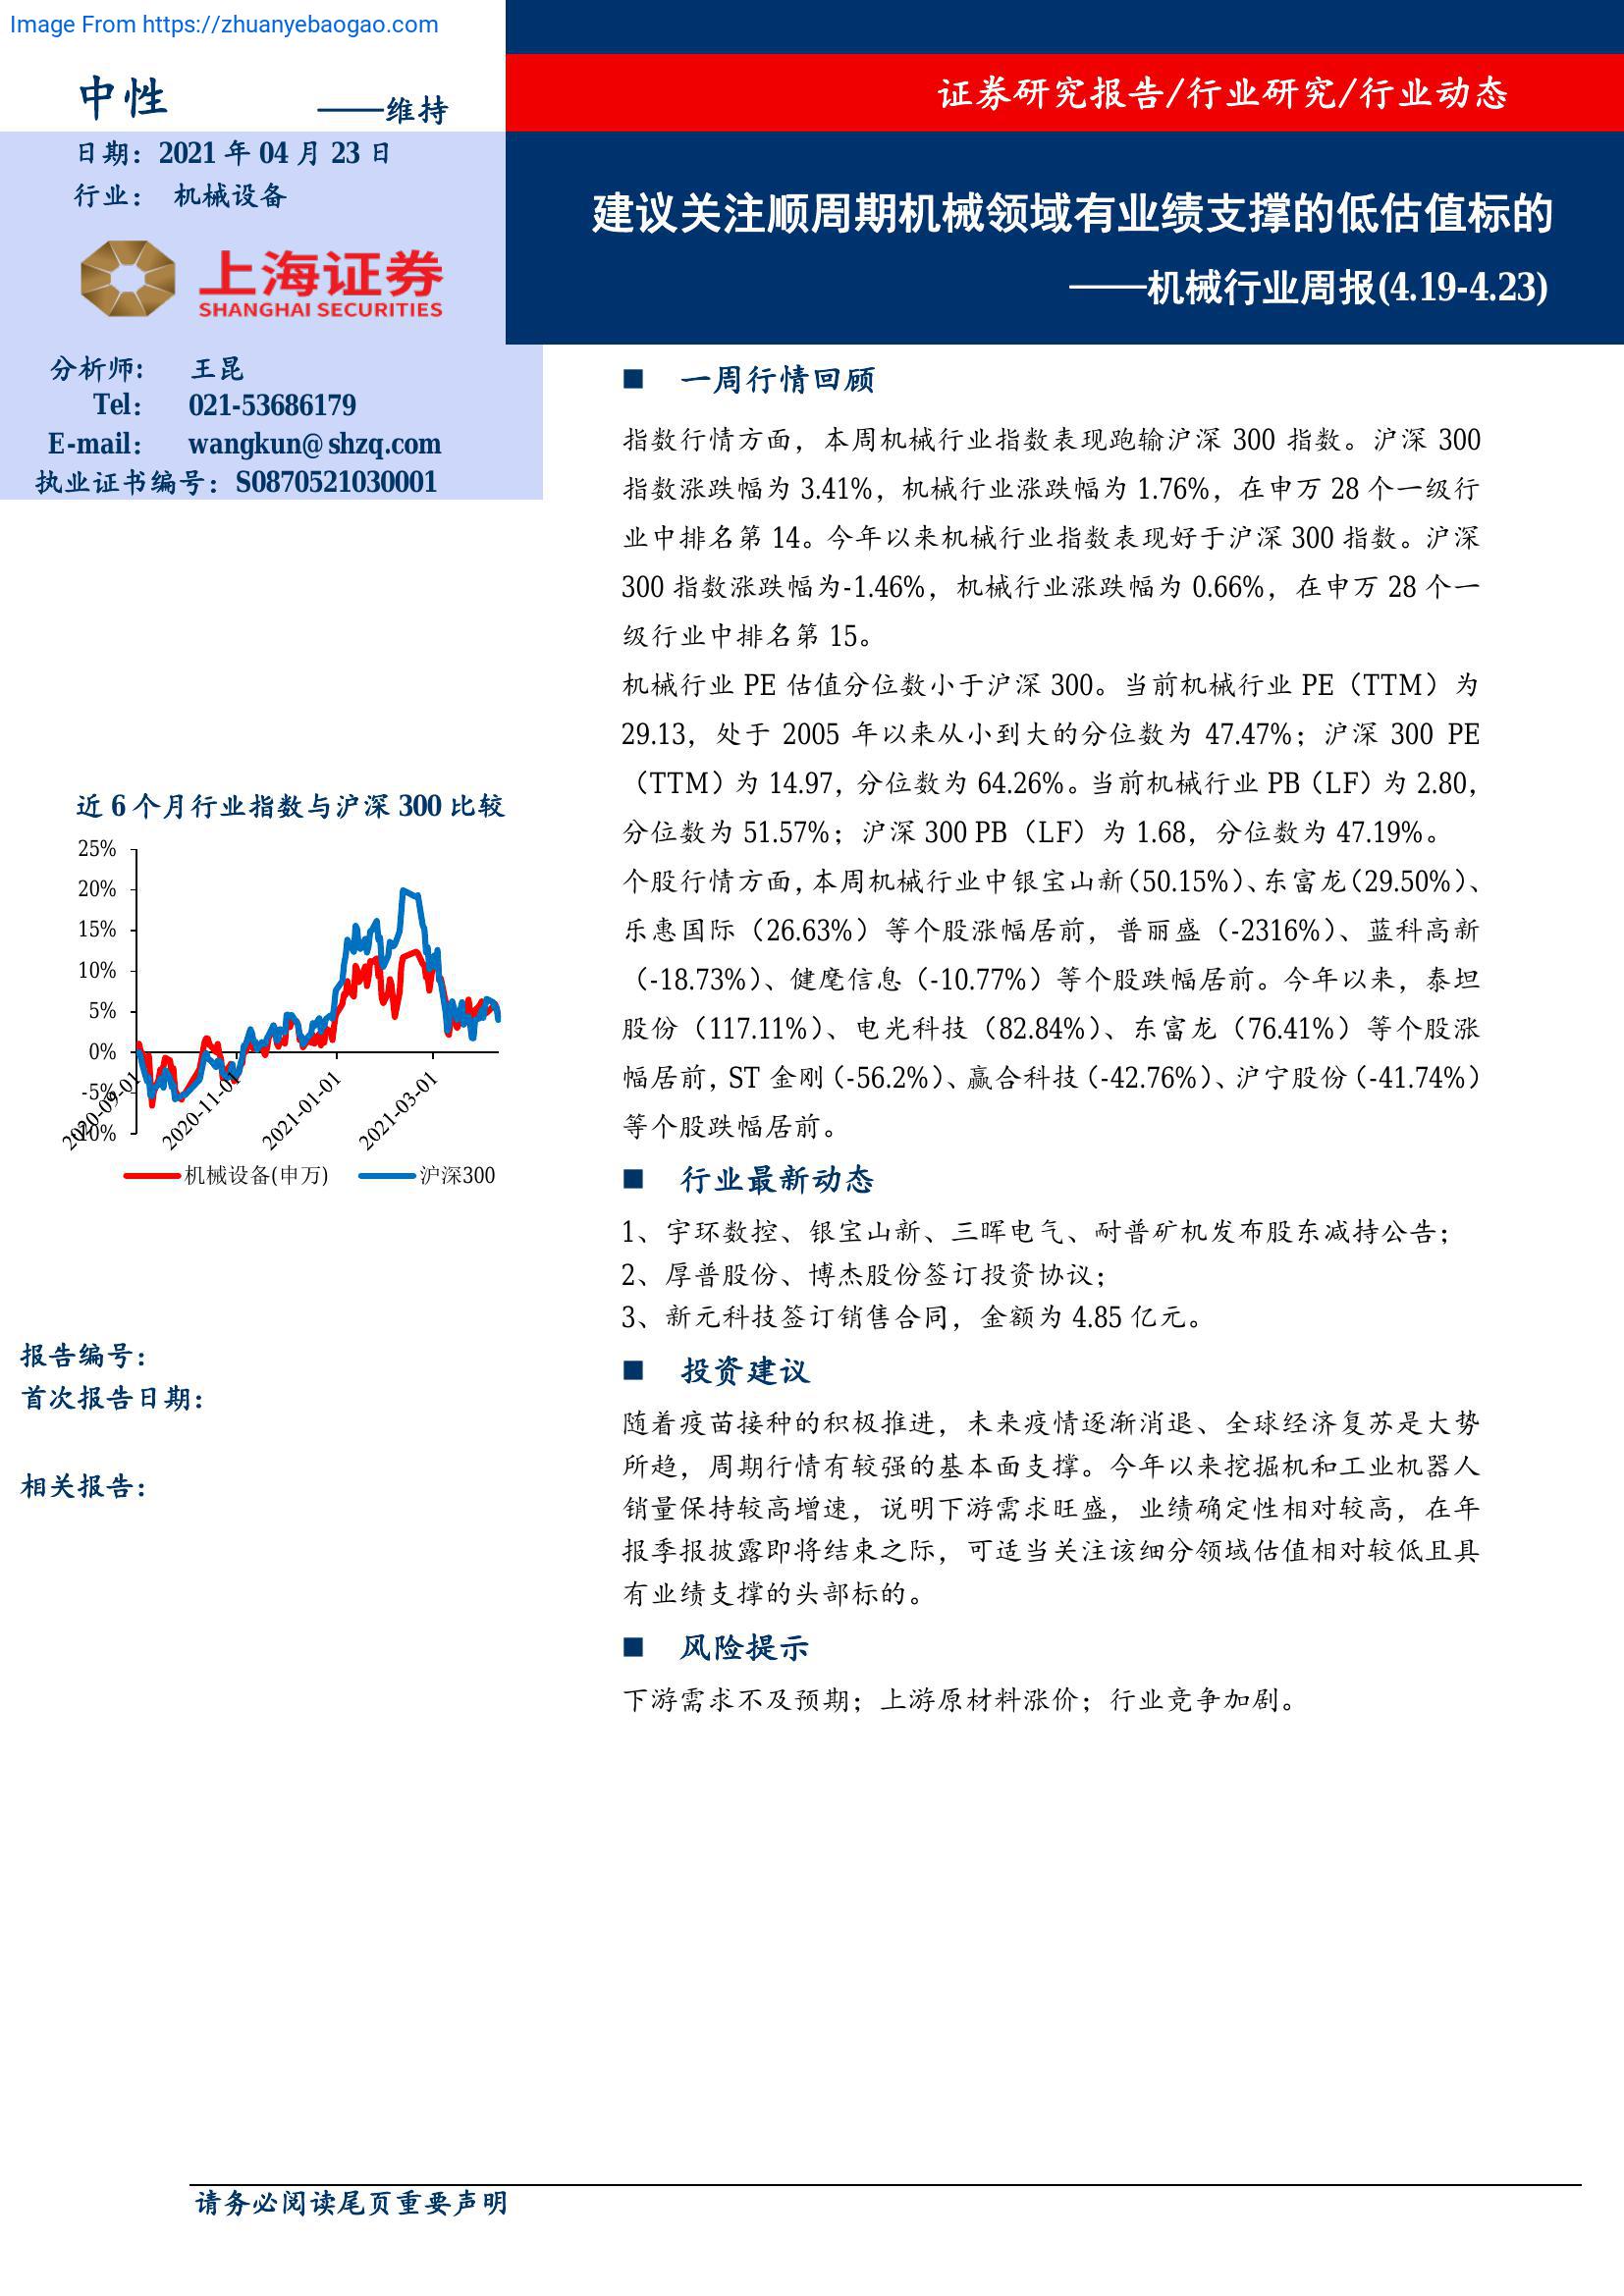 Image From https://zhuanyebaogao.com
中性 ——维持
证券研究报告/行业研究/行业动态
日期：2021 年 04 月 23 日
行业： 机械设备
上海证券
SHANGHAI SECURITIES
建议关注顺周期机械领域有业绩支撑的低估值标的
——机械行业周报(4.19-4.23)
分析师: 王昆
Tel： 021-53686179
E-mail： wangkun@shzq.com
执业证书编号：S0870521030001
近 6 个月行业指数与沪深 300 比较
25%
20%
15%
10%
5%
0%
-5%
-10%
2020-09-01
2020-11-01
2021-01-01
2021-03-01
机械设备(申万) 沪深300
报告编号：
首次报告日期：
相关报告：
■ 一周行情回顾
指数行情方面，本周机械行业指数表现跑输沪深 300 指数。沪深 300
指数涨跌幅为 3.41%，机械行业涨跌幅为 1.76%，在申万 28 个一级行
业中排名第 14。今年以来机械行业指数表现好于沪深 300 指数。沪深
300 指数涨跌幅为-1.46%，机械行业涨跌幅为 0.66%，在申万 28 个一
级行业中排名第 15。
机械行业 PE 估值分位数小于沪深 300。当前机械行业 PE（TTM）为
29.13，处于 2005 年以来从小到大的分位数为 47.47%；沪深 300 PE
（TTM）为 14.97，分位数为 64.26%。当前机械行业 PB（LF）为 2.80，
分位数为 51.57%；沪深 300 PB（LF）为 1.68，分位数为 47.19%。
个股行情方面，本周机械行业中银宝山新（50.15%）、东富龙（29.50%）、
乐惠国际（26.63%）等个股涨幅居前，普丽盛（-2316%）、蓝科高新
（-18.73%）、健麾信息（-10.77%）等个股跌幅居前。今年以来，泰坦
股份（117.11%）、电光科技（82.84%）、东富龙（76.41%）等个股涨
幅居前，ST 金刚（-56.2%）、赢合科技（-42.76%）、沪宁股份（-41.74%）
等个股跌幅居前。
■ 行业最新动态
1、宇环数控、银宝山新、三晖电气、耐普矿机发布股东减持公告；
2、厚普股份、博杰股份签订投资协议；
3、新元科技签订销售合同，金额为 4.85 亿元。
■ 投资建议
随着疫苗接种的积极推进，未来疫情逐渐消退、全球经济复苏是大势
所趋，周期行情有较强的基本面支撑。今年以来挖掘机和工业机器人
销量保持较高增速，说明下游需求旺盛，业绩确定性相对较高，在年
报季报披露即将结束之际，可适当关注该细分领域估值相对较低且具
有业绩支撑的头部标的。
■ 风险提示
下游需求不及预期；上游原材料涨价；行业竞争加剧。
请务必阅读尾页重要声明